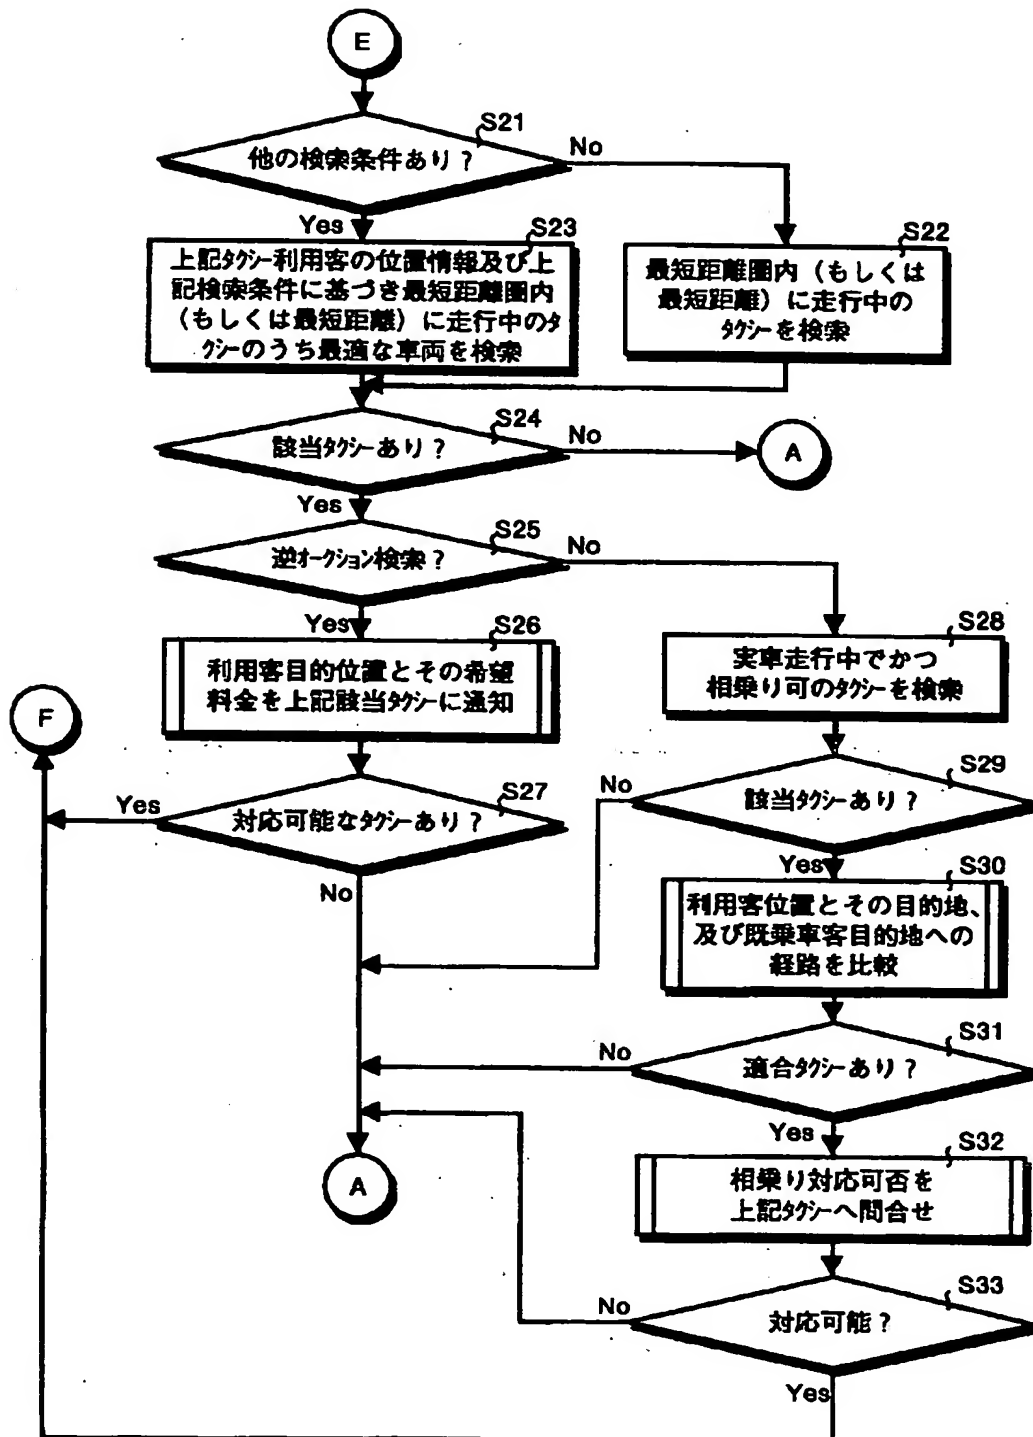 E
S21
他の検索条件あり？
No
Yes
S23
上記タクシー利用客の位置情報及び上
記検索条件に基づき最短距離圏内
（もしくは最短距離）に走行中のタ
クシーのうち最適な車両を検索
S22
最短距離圏内（もしくは
最短距離）に走行中の
タクシーを検索
S24
該当タクシーあり？
No
A
Yes
S25
逆オークション検索？
No
Yes
S26
利用客目的位置とその希望
料金を上記該当タクシーに通知
S28
実車走行中でかつ
相乗り可のタクシーを検索
F
S27
対応可能なタクシーあり？
Yes
No
S29
該当タクシーあり？
No
Yes
S30
利用客位置とその目的地、
及び既乗車客目的地への
経路を比較
S31
適合タクシーあり？
No
Yes
A
S32
相乗り対応可否を
上記タクシーへ問合せ
S33
対応可能？
No
Yes